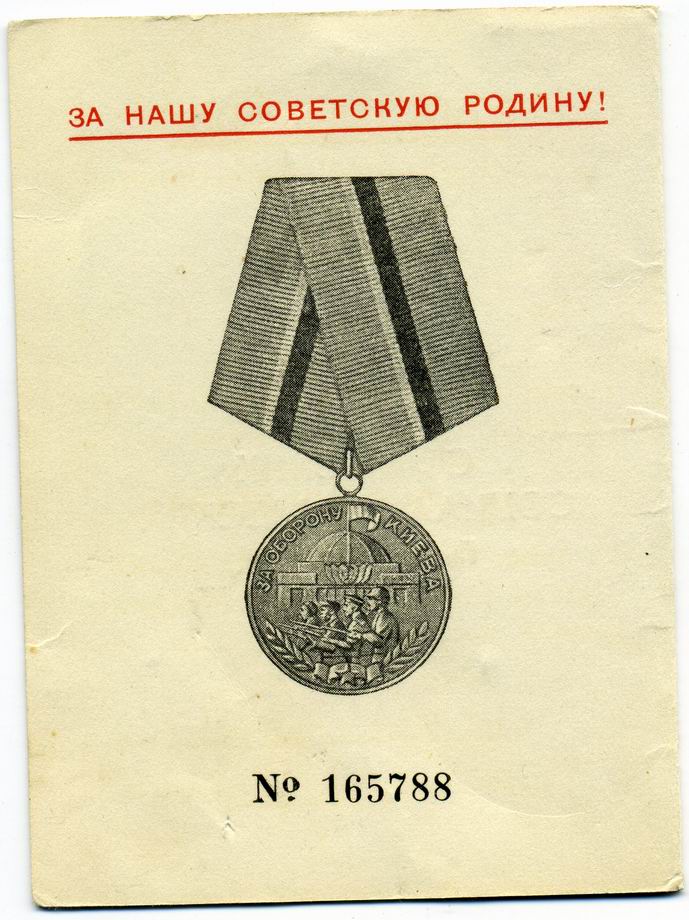 ЗА НАШУ СОВЕТСКУЮ РОДИНУ!
ЗА ОБОРОНУ КИЕВА
№ 165788